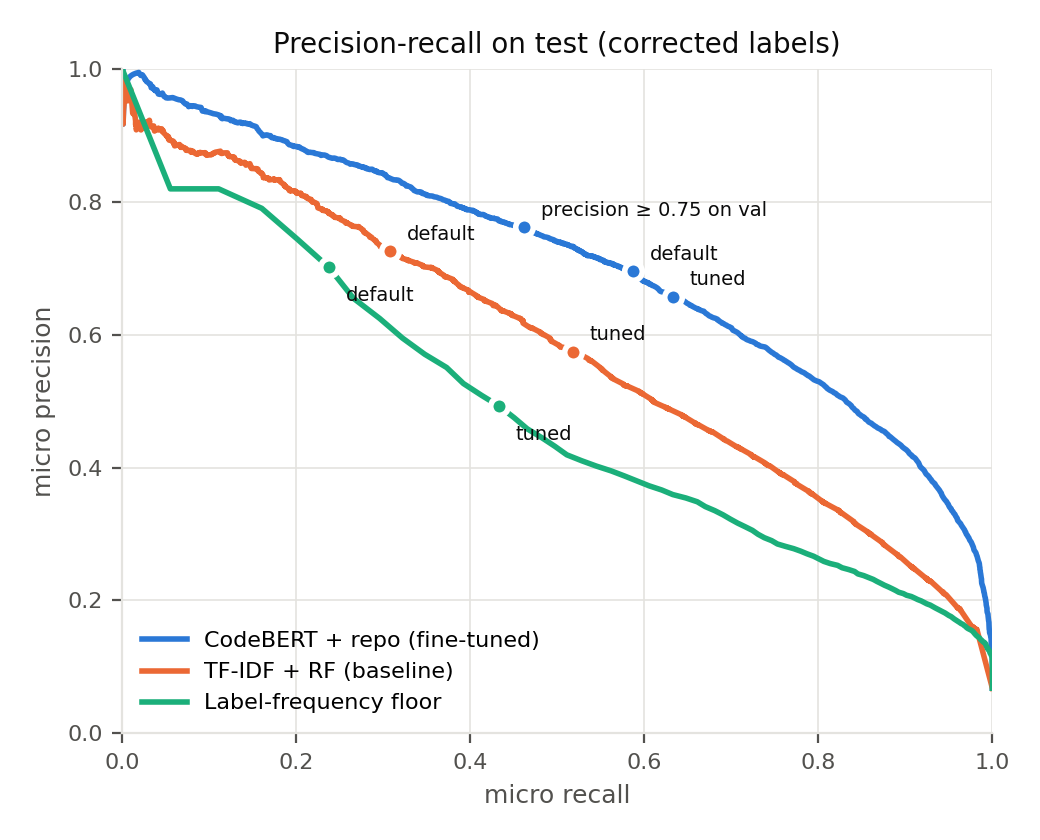 Precision-recall on test (corrected labels)
micro precision
1.0
0.8
0.6
0.4
0.2
0.0
precision ≥ 0.75 on val
default
default
tuned
default
tuned
tuned
CodeBERT + repo (fine-tuned)
TF-IDF + RF (baseline)
Label-frequency floor
0.0 0.2 0.4 0.6 0.8 1.0
micro recall